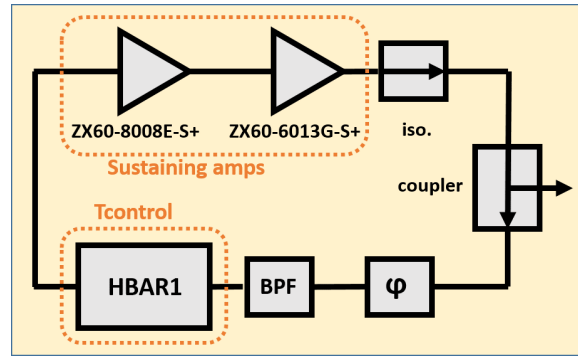 ZX60-8008E-S+ ZX60-6013G-S+ iso.
Sustaining amps
coupler
Tcontrol
HBAR1 BPF φ